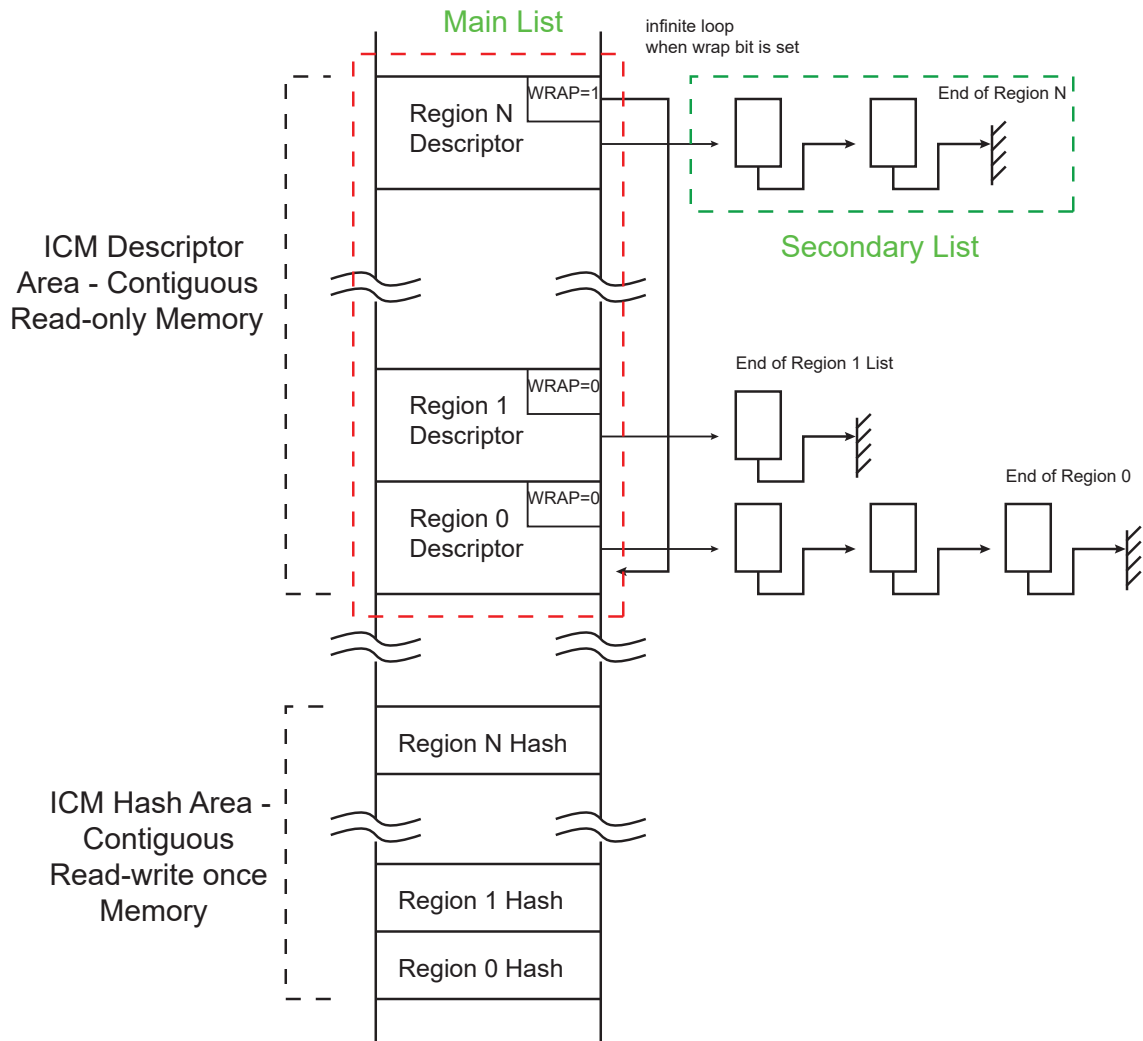 Main List
infinite loop
when wrap bit is set
WRAP=1
Region N
Descriptor
End of Region N
Secondary List
ICM Descriptor
Area - Contiguous
Read-only Memory
End of Region 1 List
WRAP=0
Region 1
Descriptor
End of Region 0
WRAP=0
Region 0
Descriptor
Region N Hash
ICM Hash Area -
Contiguous
Read-write once
Memory
Region 1 Hash
Region 0 Hash